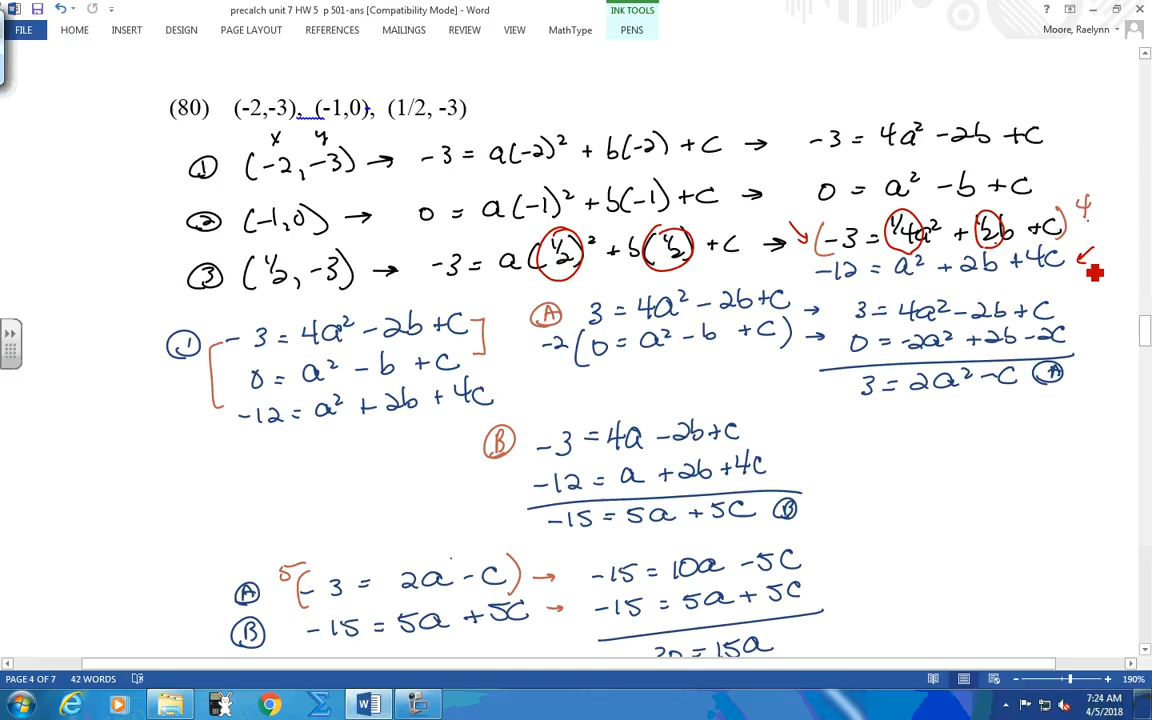 precalch unit 7 HW 5 p 501-ans [Compatibility Mode] - Word
INK TOOLS
FILE HOME INSERT DESIGN PAGE LAYOUT REFERENCES MAILINGS REVIEW VIEW MathType PENS
Moore, Raelynn
(80) (-2,-3), (-1,0), (1/2, -3)
x y
① (-2,-3) → -3 = a(-2)² + b(-2) + c → -3 = 4a² - 2b + c
② (-1,0) → 0 = a(-1)² + b(-1) + c → 0 = a² - b + c
③ (1/2, -3) → -3 = a(1/2)² + b(1/2) + c → (-3 = 1/4a² + 1/2b + c) 4
-12 = a² + 2b + 4c
① -3 = 4a² - 2b + c
0 = a² - b + c
-12 = a² + 2b + 4c
Ⓐ 3 = 4a² - 2b + c → 3 = 4a² - 2b + c
-2 (0 = a² - b + c) → 0 = -2a² + 2b - 2c
3 = 2a² - c Ⓐ
Ⓑ -3 = 4a - 2b + c
-12 = a + 2b + 4c
-15 = 5a + 5c Ⓑ
Ⓐ 5(-3 = 2a - c) → -15 = 10a - 5c
Ⓑ -15 = 5a + 5c → -15 = 5a + 5c
= 15a
PAGE 4 OF 7 42 WORDS 190%
7:24 AM
4/5/2018